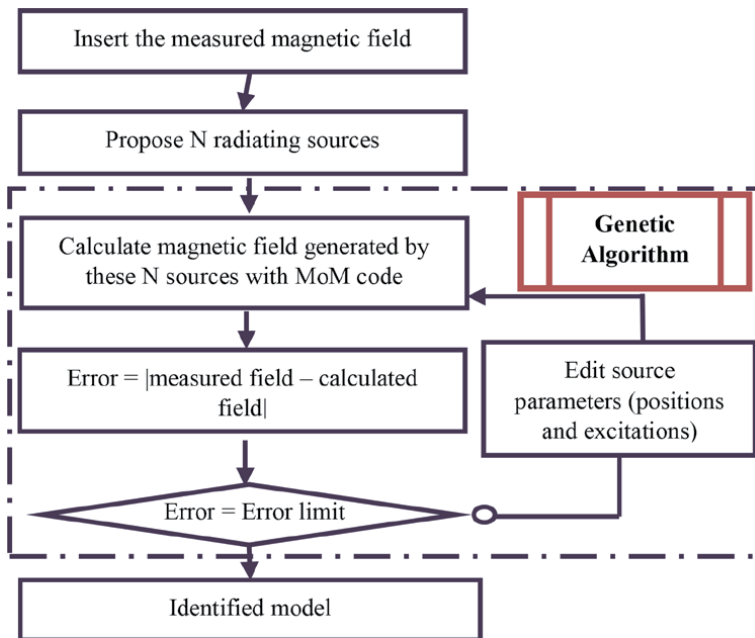 Insert the measured magnetic field
Propose N radiating sources
Genetic
Algorithm
Calculate magnetic field generated by
these N sources with MoM code
Error = |measured field – calculated
field|
Edit source
parameters (positions
and excitations)
Error = Error limit
Identified model